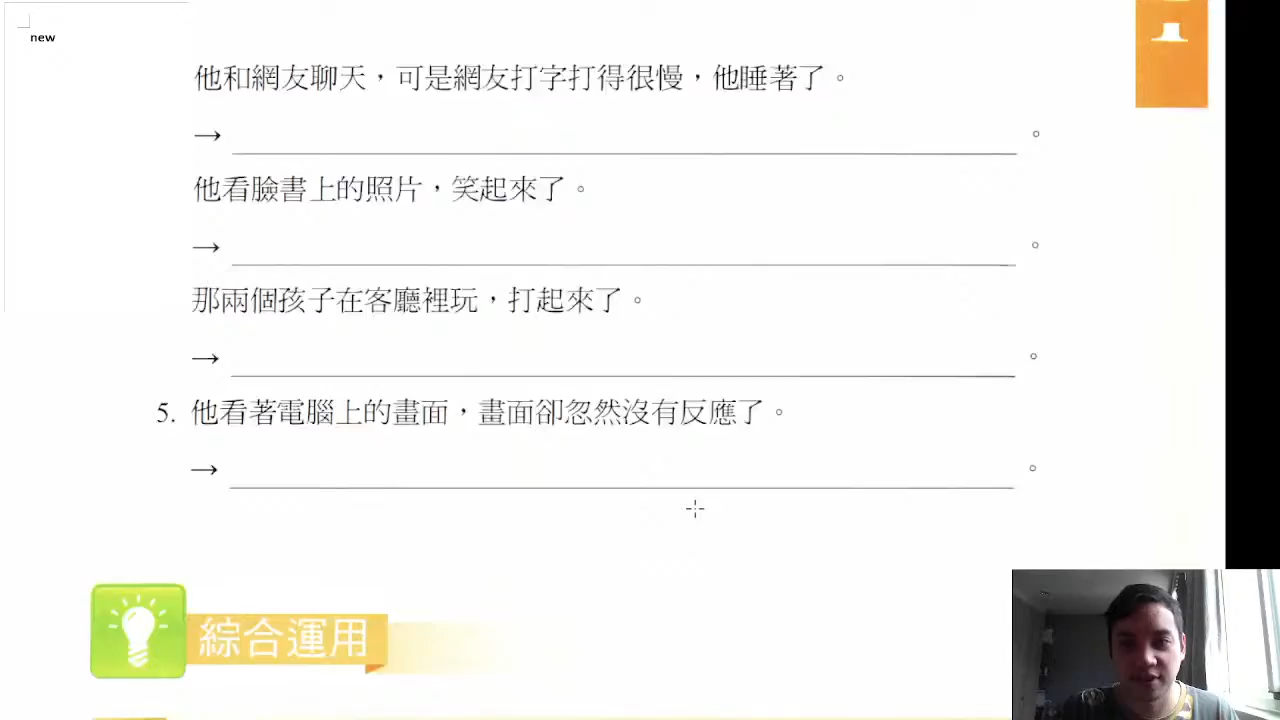 new
他和網友聊天，可是網友打字打得很慢，他睡著了。
→ 。
他看臉書上的照片，笑起來了。
→ 。
那兩個孩子在客廳裡玩，打起來了。
→ 。
5. 他看著電腦上的畫面，畫面卻忽然沒有反應了。
→ 。
綜合運用